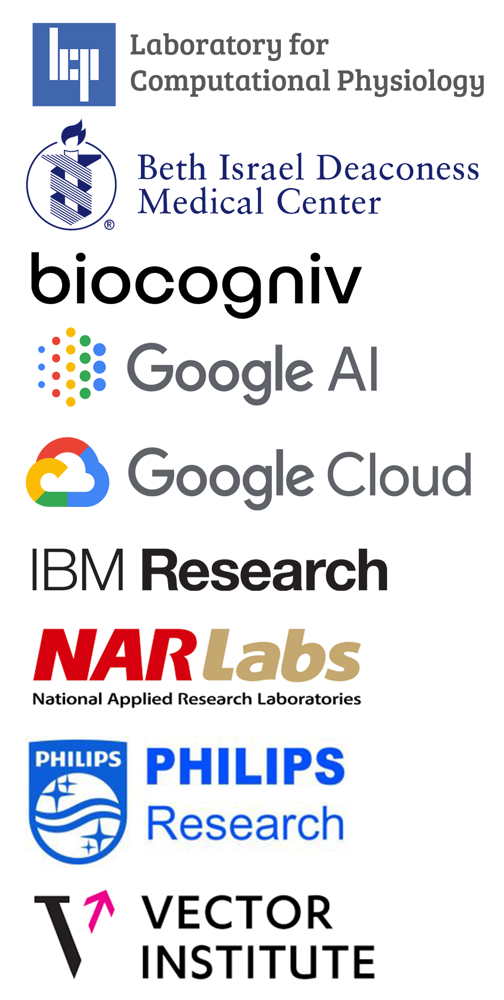 lcp
Laboratory for
Computational Physiology
Beth Israel Deaconess
Medical Center
®
biocogniv
Google AI
Google Cloud
IBM Research
NARLabs
National Applied Research Laboratories
PHILIPS
PHILIPS
Research
VECTOR
INSTITUTE